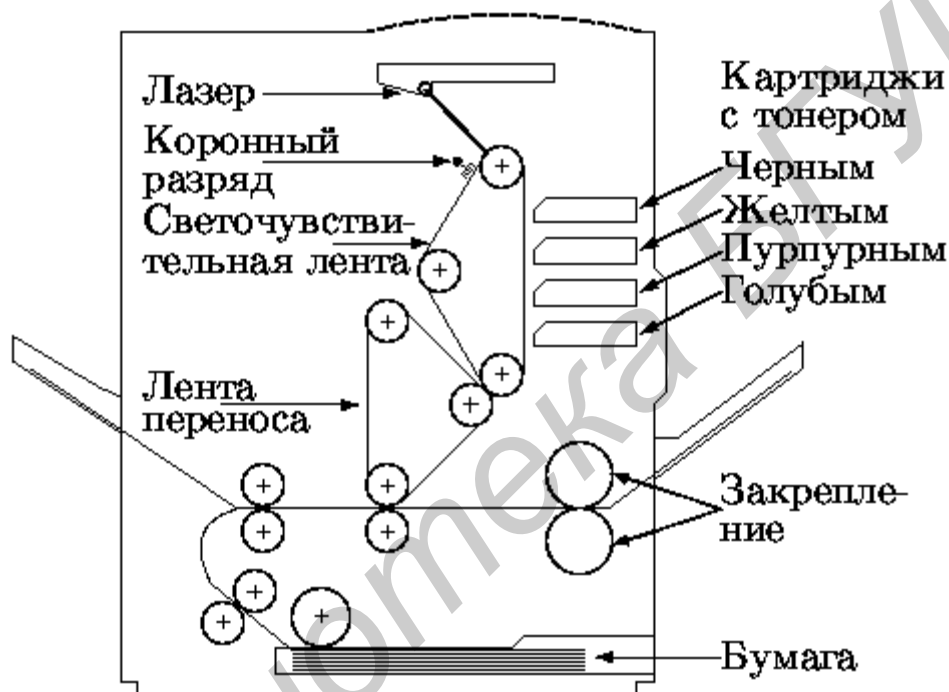 Лазер
Коронный
разряд
Светочувстви-
тельная лента
Лента
переноса
Картриджи
с тонером
Черным
Желтым
Пурпурным
Голубым
Закрепле-
ние
Бумага